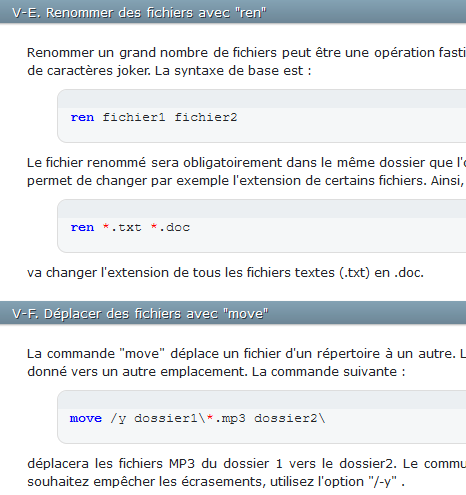 V-E. Renommer des fichiers avec "ren"
Renommer un grand nombre de fichiers peut être une opération
de caractères joker. La syntaxe de base est :
ren fichier1 fichier2
Le fichier renommé sera obligatoirement dans le même dossier que
permet de changer par exemple l'extension de certains fichiers. Ainsi,
ren *.txt *.doc
va changer l'extension de tous les fichiers textes (.txt) en .doc.
V-F. Déplacer des fichiers avec "move"
La commande "move" déplace un fichier d'un répertoire à un autre.
donné vers un autre emplacement. La commande suivante :
move /y dossier1\*.mp3 dossier2\
déplacera les fichiers MP3 du dossier 1 vers le dossier2. Le
souhaitez empêcher les écrasements, utilisez l'option "/-y" .